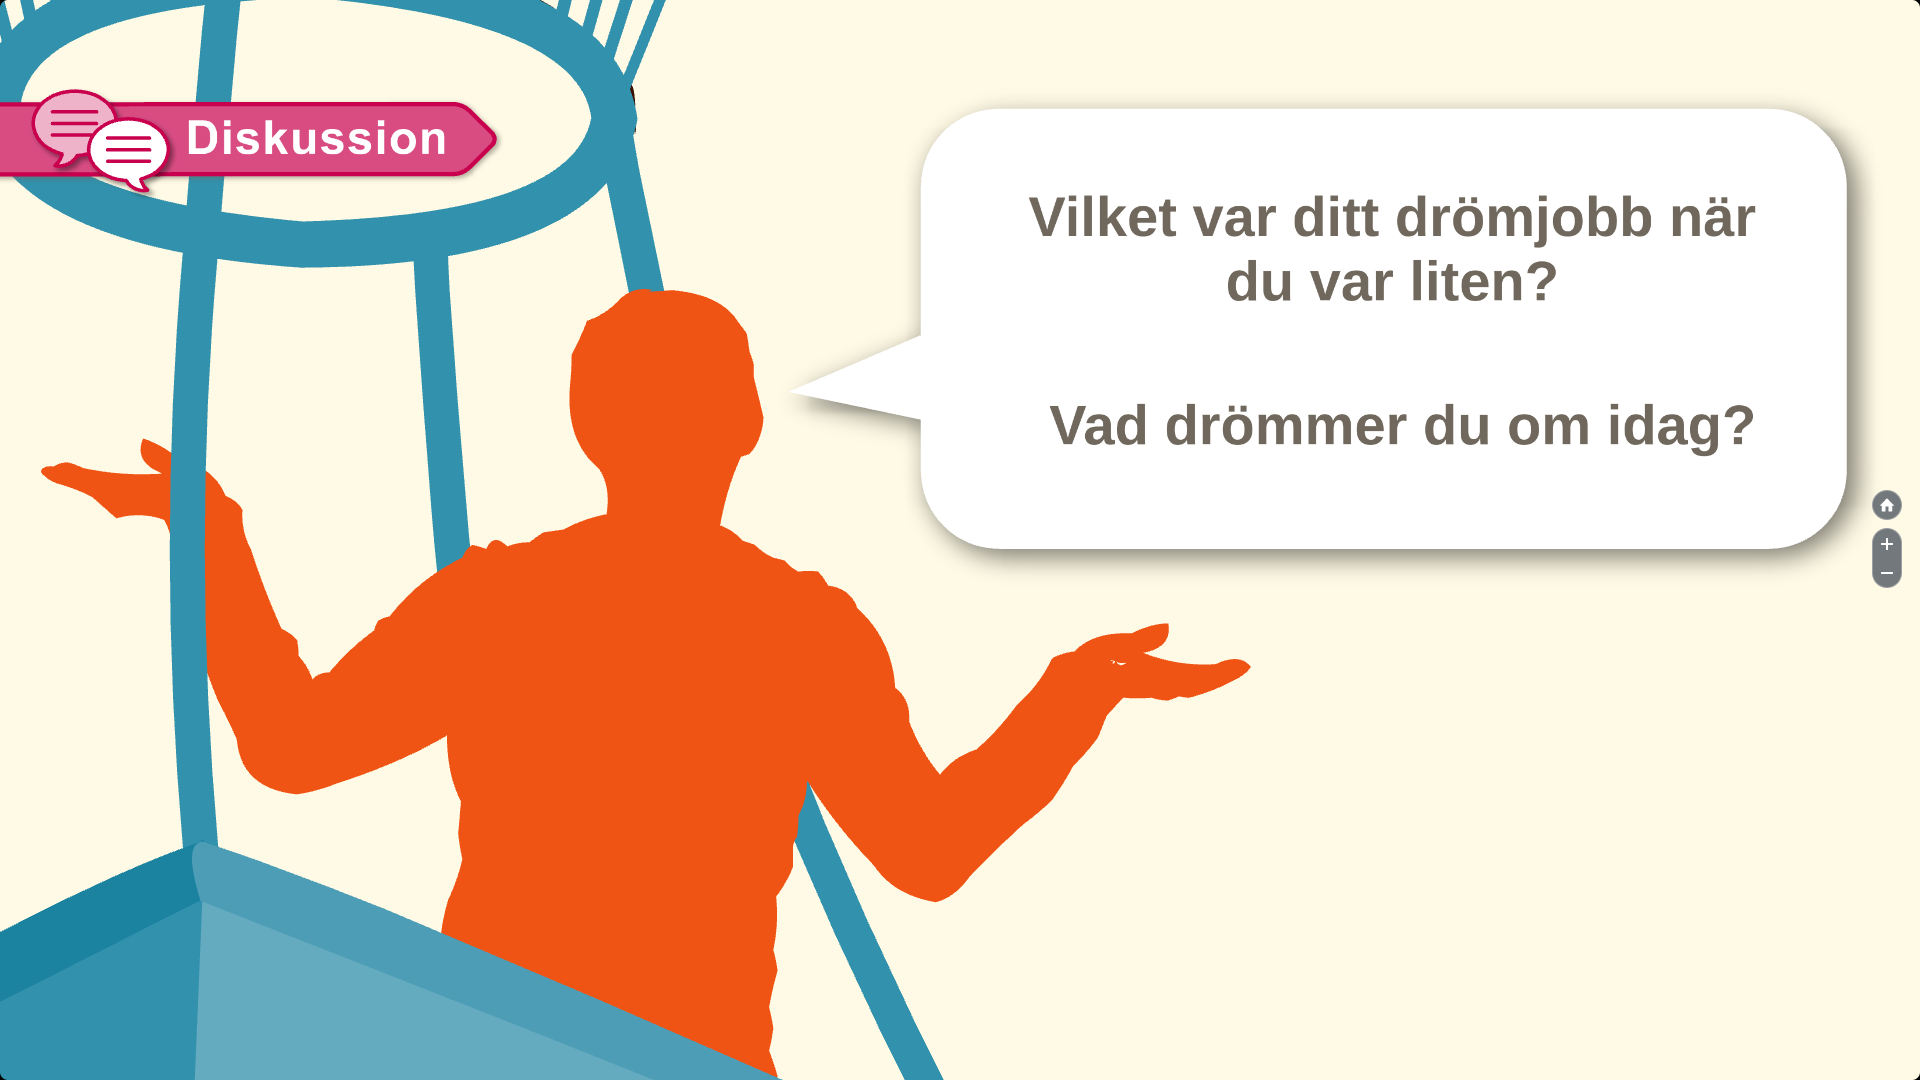 Diskussion
Vilket var ditt drömjobb när
du var liten?
Vad drömmer du om idag?